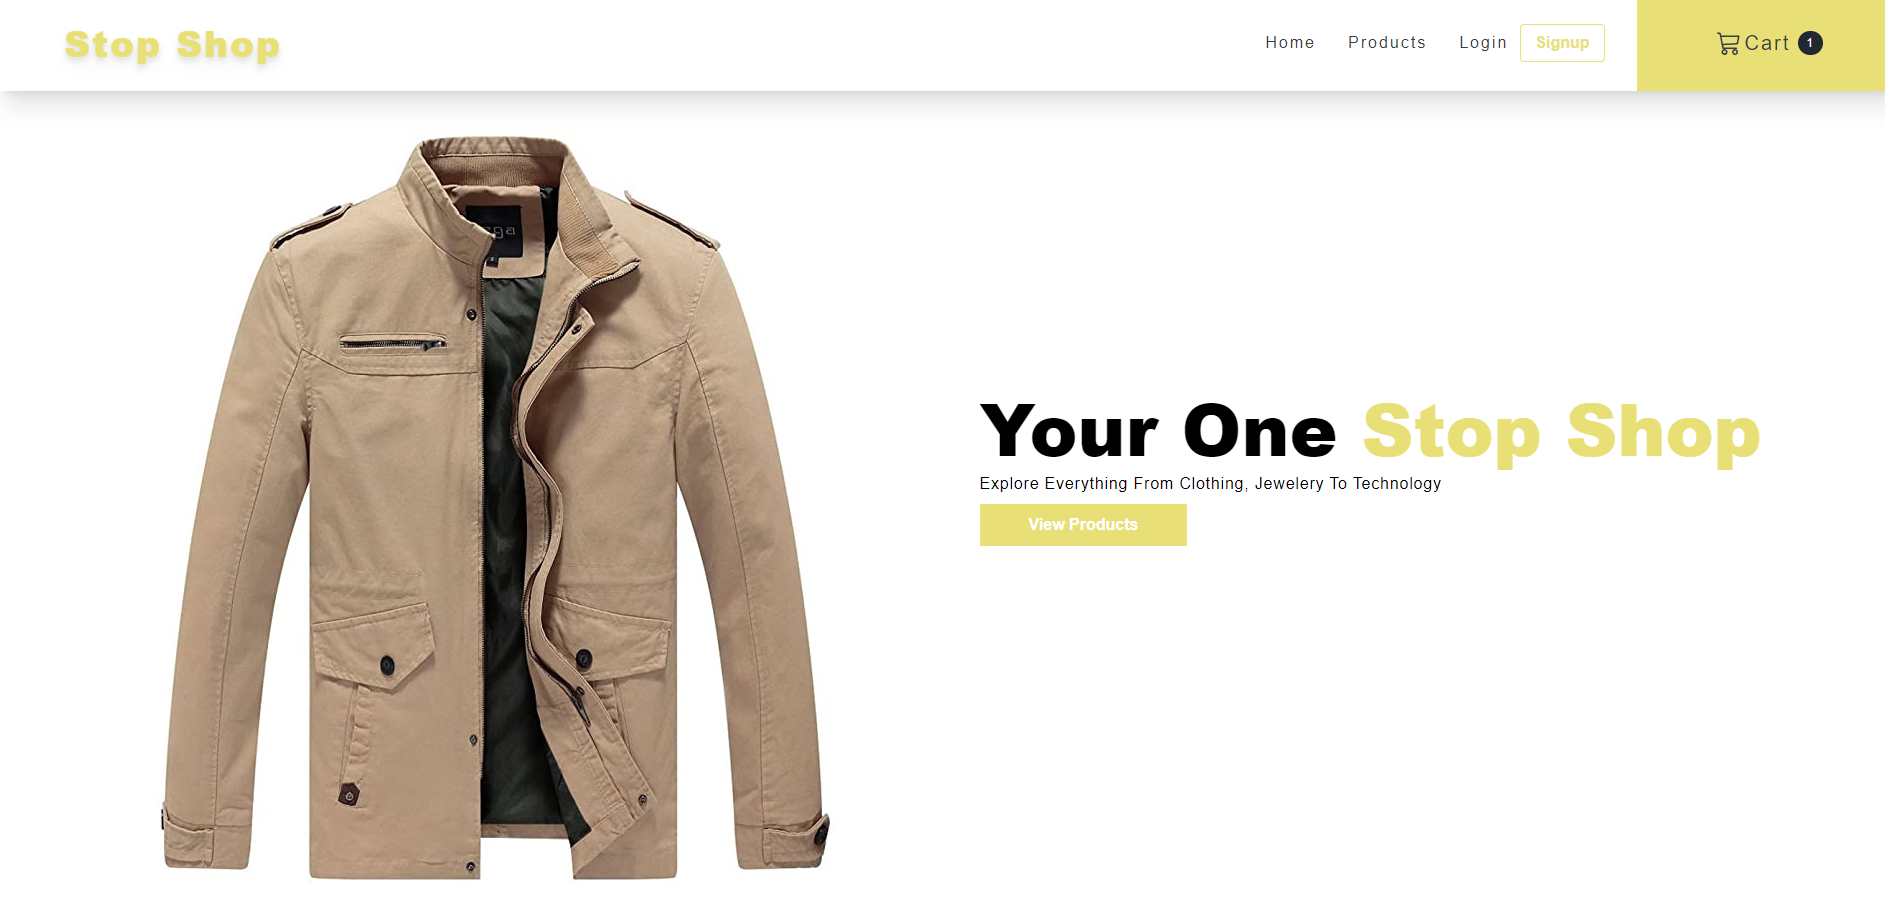 Stop Shop
Home Products Login Signup
Cart 1
Your One Stop Shop
Explore Everything From Clothing, Jewelery To Technology
View Products